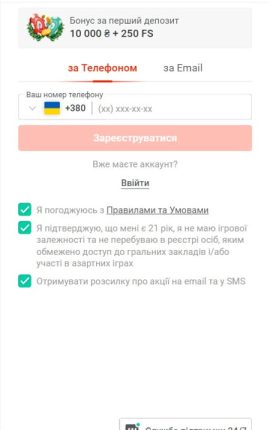 Бонус за перший депозит
10 000 ₴ + 250 FS
за Телефоном
за Email
Ваш номер телефону
+380 (xx) xxx-xx-xx
Зареєструватися
Вже маєте аккаунт?
Ввійти
Я погоджуюсь з Правилами та Умовами
Я підтверджую, що мені є 21 рік, я не маю ігрової
залежності та не перебуваю в реєстрі осіб, яким
обмежено доступ до гральних закладів і/або
участі в азартних іграх
Отримувати розсилку про акції на email та у SMS
Служба підтримки 24/7